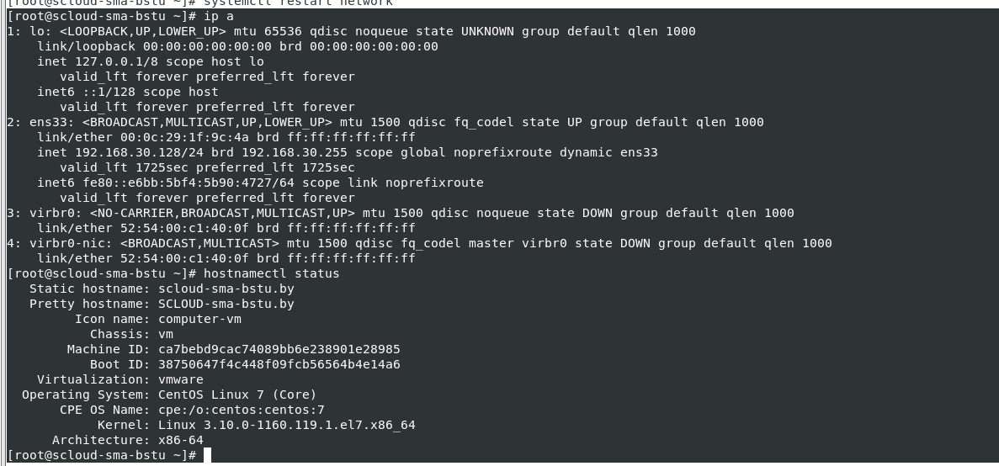 [root@scloud-sma-bstu ~]# systemctl restart network
[root@scloud-sma-bstu ~]# ip a
1: lo: <LOOPBACK,UP,LOWER_UP> mtu 65536 qdisc noqueue state UNKNOWN group default qlen 1000
    link/loopback 00:00:00:00:00:00 brd 00:00:00:00:00:00
    inet 127.0.0.1/8 scope host lo
       valid_lft forever preferred_lft forever
    inet6 ::1/128 scope host
       valid_lft forever preferred_lft forever
2: ens33: <BROADCAST,MULTICAST,UP,LOWER_UP> mtu 1500 qdisc fq_codel state UP group default qlen 1000
    link/ether 00:0c:29:1f:9c:4a brd ff:ff:ff:ff:ff:ff
    inet 192.168.30.128/24 brd 192.168.30.255 scope global noprefixroute dynamic ens33
       valid_lft 1725sec preferred_lft 1725sec
    inet6 fe80::e6bb:5bf4:5b90:4727/64 scope link noprefixroute
       valid_lft forever preferred_lft forever
3: virbr0: <NO-CARRIER,BROADCAST,MULTICAST,UP> mtu 1500 qdisc noqueue state DOWN group default qlen 1000
    link/ether 52:54:00:c1:40:0f brd ff:ff:ff:ff:ff:ff
4: virbr0-nic: <BROADCAST,MULTICAST> mtu 1500 qdisc fq_codel master virbr0 state DOWN group default qlen 1000
    link/ether 52:54:00:c1:40:0f brd ff:ff:ff:ff:ff:ff
[root@scloud-sma-bstu ~]# hostnamectl status
   Static hostname: scloud-sma-bstu.by
   Pretty hostname: SCLOUD-sma-bstu.by
         Icon name: computer-vm
           Chassis: vm
        Machine ID: ca7bebd9cac74089bb6e238901e28985
           Boot ID: 38750647f4c448f09fcb56564b4e14a6
    Virtualization: vmware
  Operating System: CentOS Linux 7 (Core)
       CPE OS Name: cpe:/o:centos:centos:7
            Kernel: Linux 3.10.0-1160.119.1.el7.x86_64
      Architecture: x86-64
[root@scloud-sma-bstu ~]#